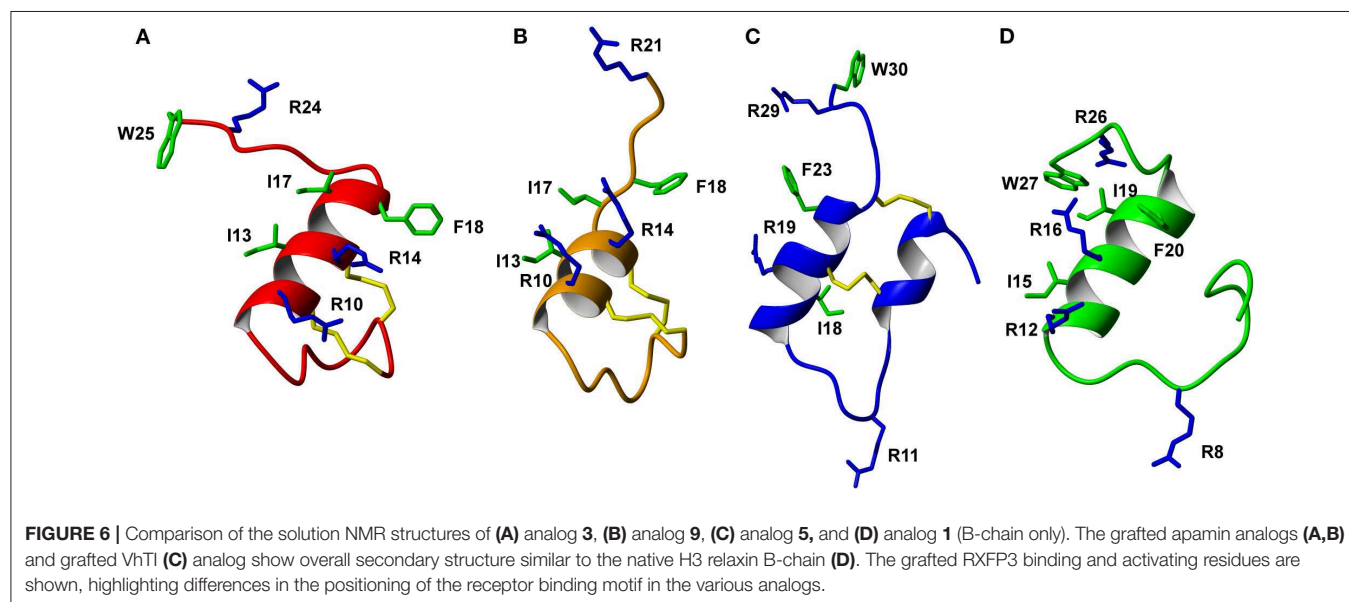 A
B
C
D
R21
W30
R24
W25
R29
R26
W27
I17
I17
F18
F23
I19
F18
R14
R19
R16
F20
I13
I13
R14
R10
R10
I15
I18
R12
R11
R8
FIGURE 6 | Comparison of the solution NMR structures of (A) analog 3, (B) analog 9, (C) analog 5, and (D) analog 1 (B-chain only). The grafted apamin analogs (A,B)
and grafted VhTI (C) analog show overall secondary structure similar to the native H3 relaxin B-chain (D). The grafted RXFP3 binding and activating residues are
shown, highlighting differences in the positioning of the receptor binding motif in the various analogs.